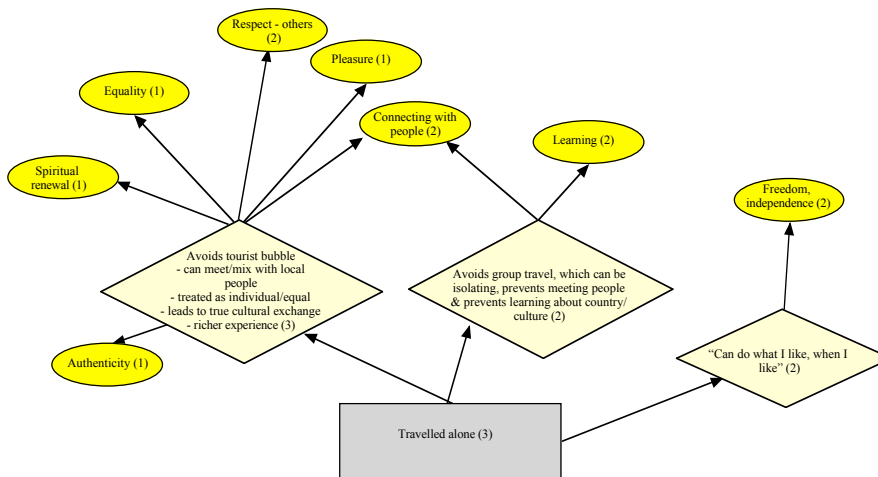 Respect - others
(2)
Pleasure (1)
Equality (1)
Connecting with
people (2)
Learning (2)
Spiritual
renewal (1)
Freedom,
independence (2)
Avoids tourist bubble
- can meet/mix with local
people
- treated as individual/equal
- leads to true cultural exchange
- richer experience (3)
Avoids group travel, which can be
isolating, prevents meeting people
& prevents learning about country/
culture (2)
“Can do what I like, when I
like” (2)
Authenticity (1)
Travelled alone (3)